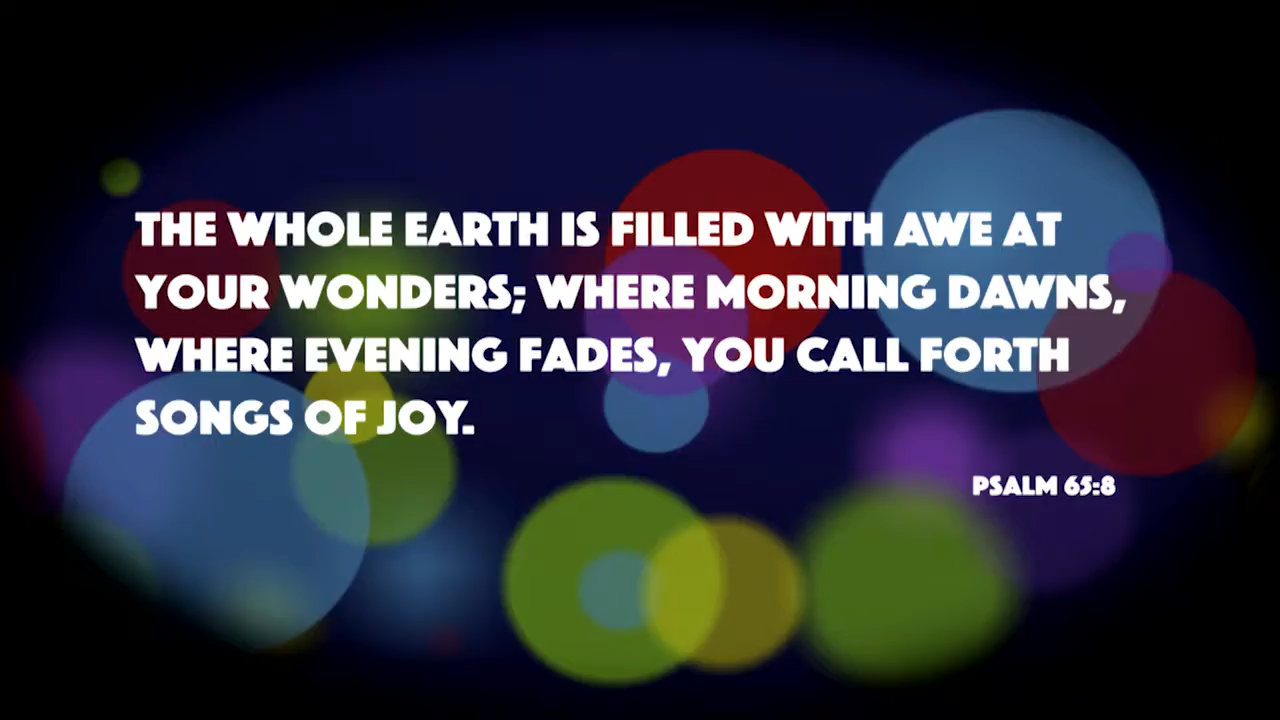 THE WHOLE EARTH IS FILLED WITH AWE AT
YOUR WONDERS; WHERE MORNING DAWNS,
WHERE EVENING FADES, YOU CALL FORTH
SONGS OF JOY.
PSALM 65:8